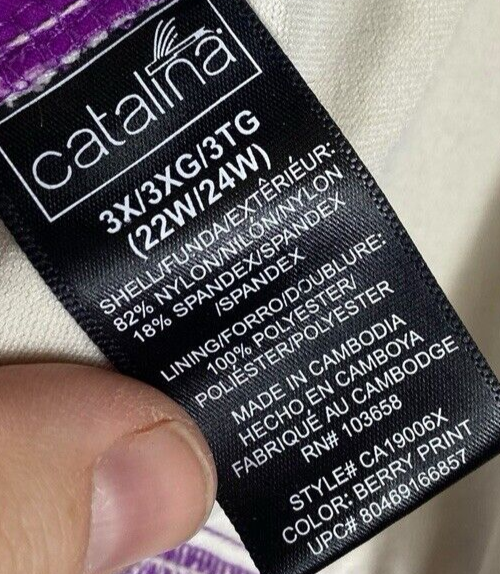 catalina
3X/3XG/3TG
(22W/24W)
SHELL/FUNDA/EXTÊRIÉUR:
82% NYLON/NILÓN/NYLON
18% SPANDEX/SPANDEX
/SPANDEX
LINING/FORRO/DOUBLURE:
100% POLYESTER/
POLIÉSTER/POLYESTER
MADE IN CAMBODIA
HECHO EN CAMBOYA
FABRIQUÉ AU CAMBODGE
RN# 103658
STYLE# CA19006X
COLOR: BERRY PRINT
UPC# 80469166857